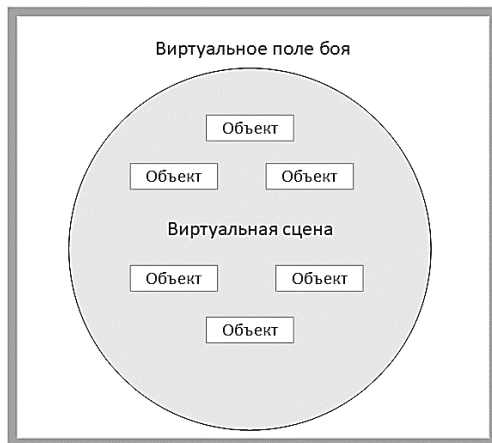 Виртуальное поле боя
Объект
Объект Объект
Виртуальная сцена
Объект Объект
Объект